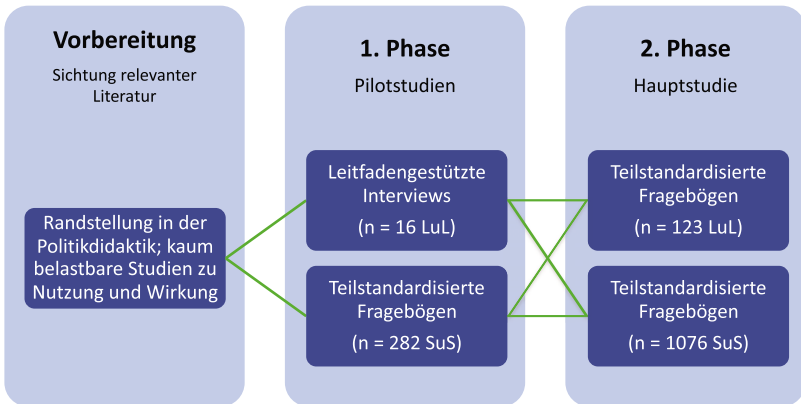 Vorbereitung
Sichtung relevanter
Literatur
Randstellung in der
Politikdidaktik; kaum
belastbare Studien zu
Nutzung und Wirkung
1. Phase
Pilotstudien
Leitfadengestützte
Interviews
(n = 16 LuL)
Teilstandardisierte
Fragebögen
(n = 282 SuS)
2. Phase
Hauptstudie
Teilstandardisierte
Fragebögen
(n = 123 LuL)
Teilstandardisierte
Fragebögen
(n = 1076 SuS)